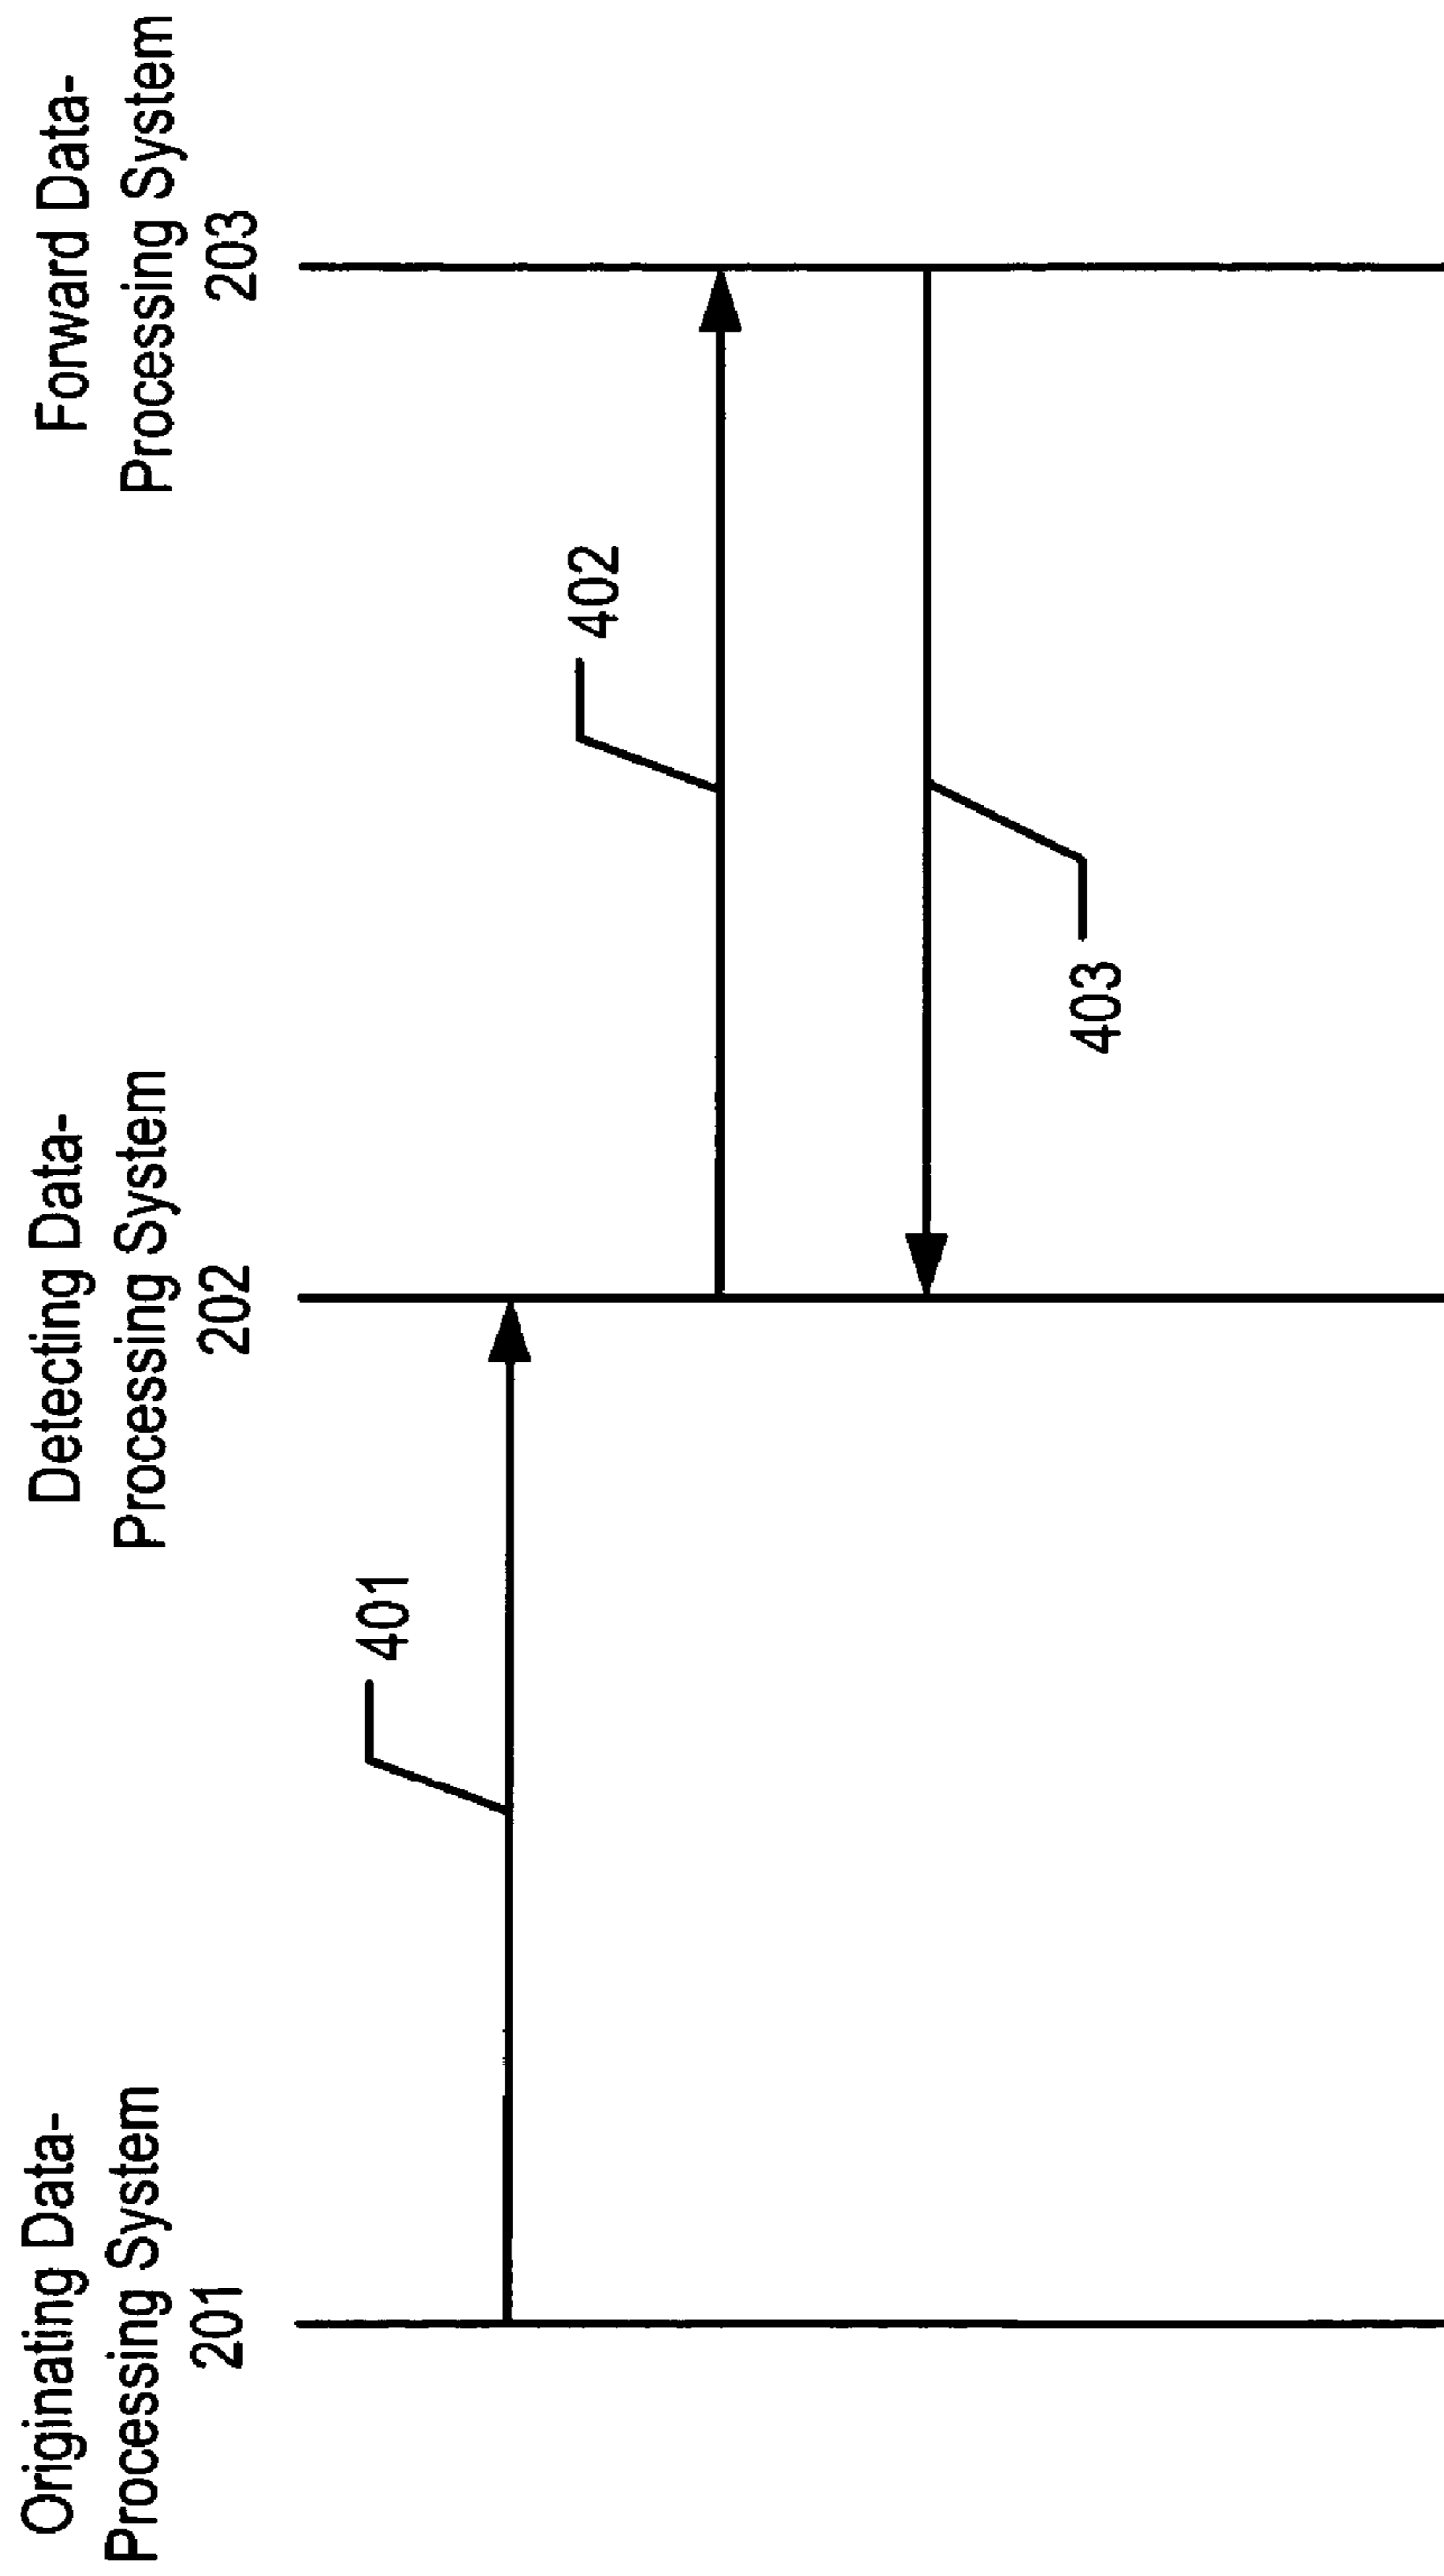 Originating Data-
Processing System
201
Detecting Data-
Processing System
202
Forward Data-
Processing System
203
401
402
403